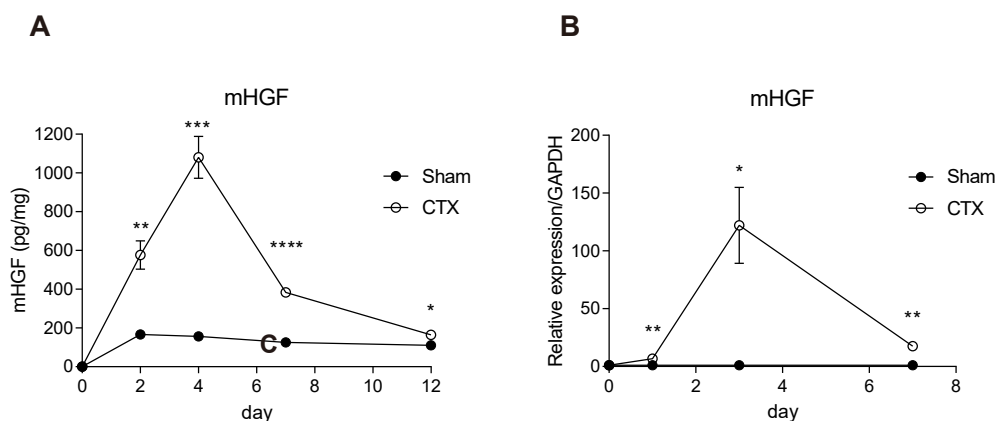 A
mHGF
mHGF (pg/mg)
1200
1000
800
600
400
200
0
**
***
****
*
C
0 2 4 6 8 10 12
day
Sham
CTX
B
mHGF
Relative expression/GAPDH
200
150
100
50
0
**
*
**
0 2 4 6 8
day
Sham
CTX